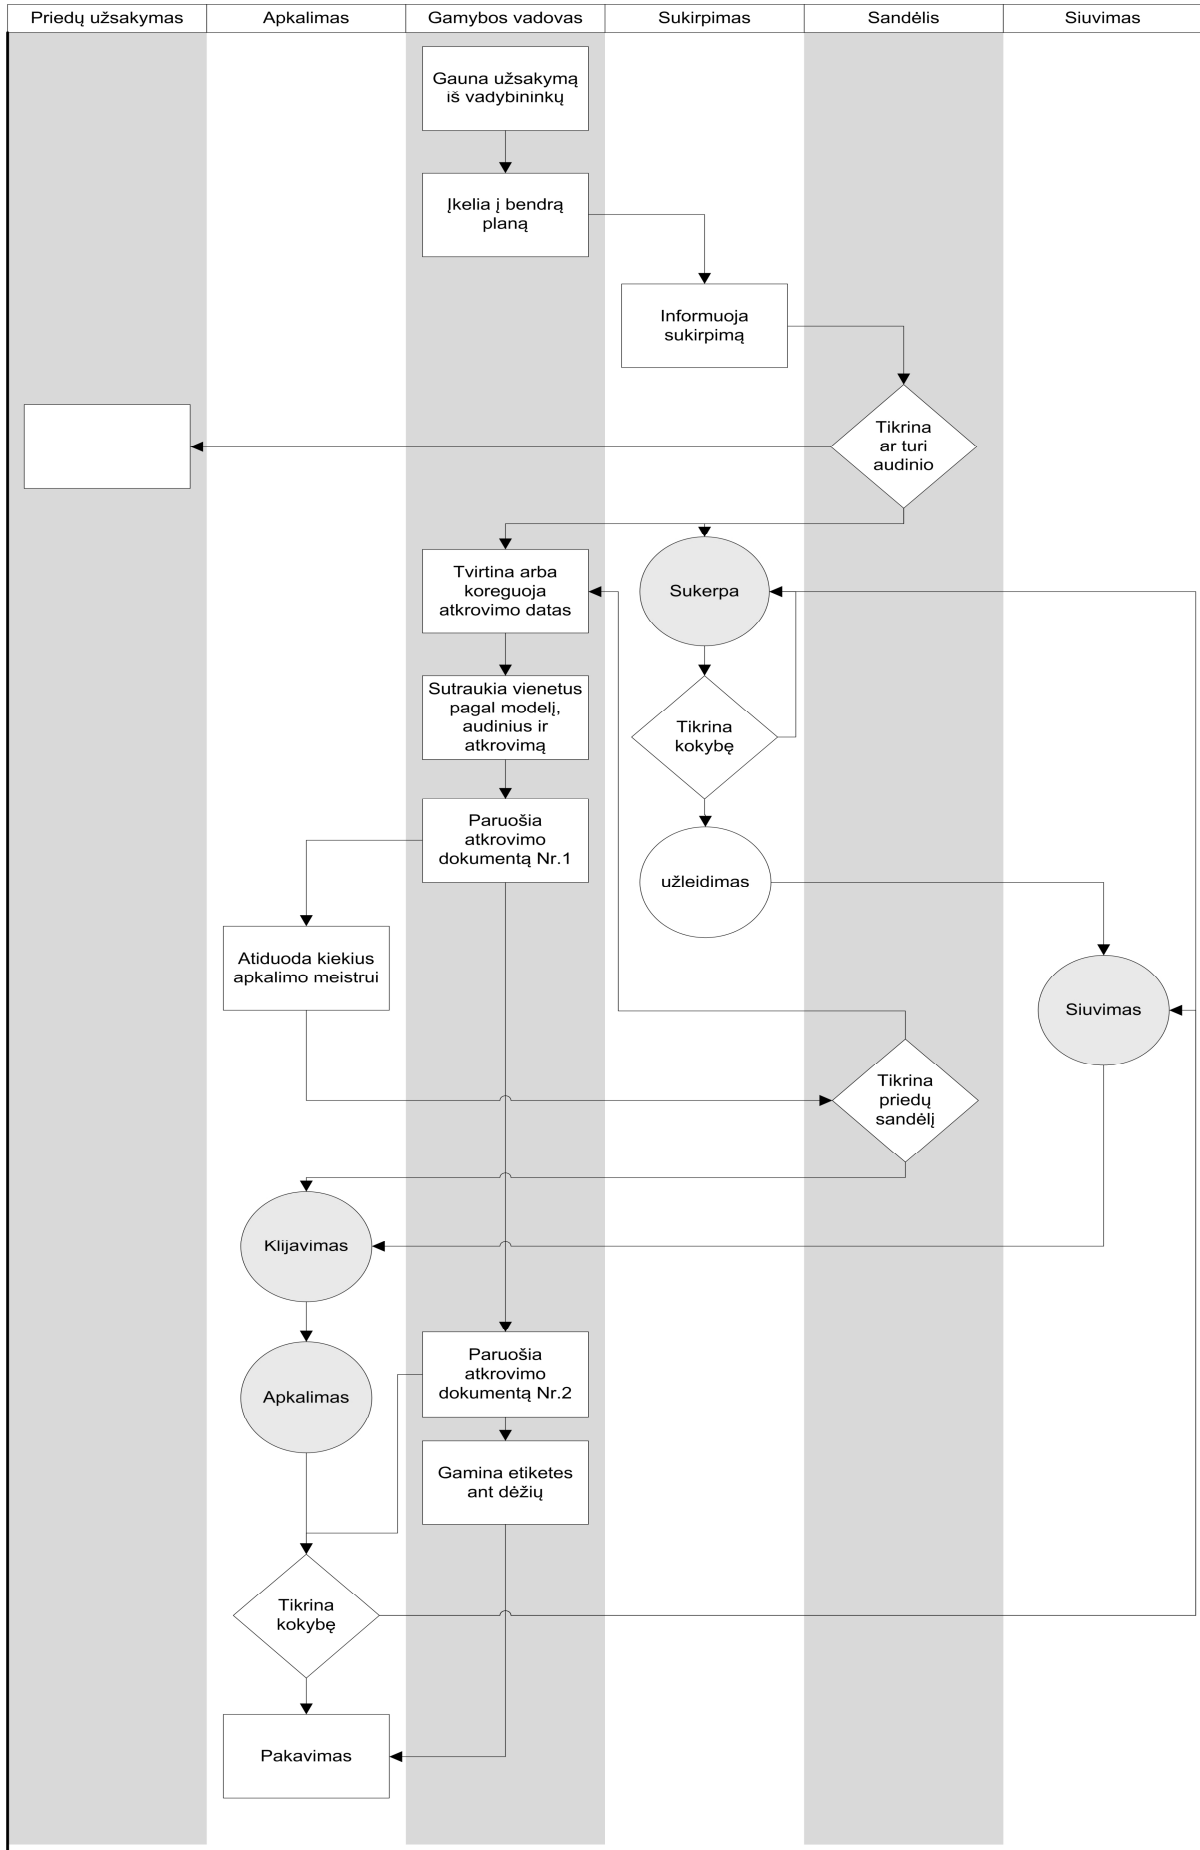 Priedų užsakymas
Apkalimas
Gamybos vadovas
Sukirpimas
Sandėlis
Siuvimas
Gauna užsakymą
iš vadybininkų
Įkelia į bendrą
planą
Informuoja
sukirpimą
Tikrina
ar turi
audinio
Tvirtina arba
koreguoja
atkrovimo datas
Sukerpa
Sutraukia vienetus
pagal modelį,
audinius ir
atkrovimą
Tikrina
kokybę
Paruošia
atkrovimo
dokumentą Nr.1
užleidimas
Atiduoda kiekius
apkalimo meistrui
Siuvimas
Tikrina
priedų
sandėlį
Klijavimas
Paruošia
atkrovimo
dokumentą Nr.2
Apkalimas
Gamina etiketes
ant dėžių
Tikrina
kokybę
Pakavimas